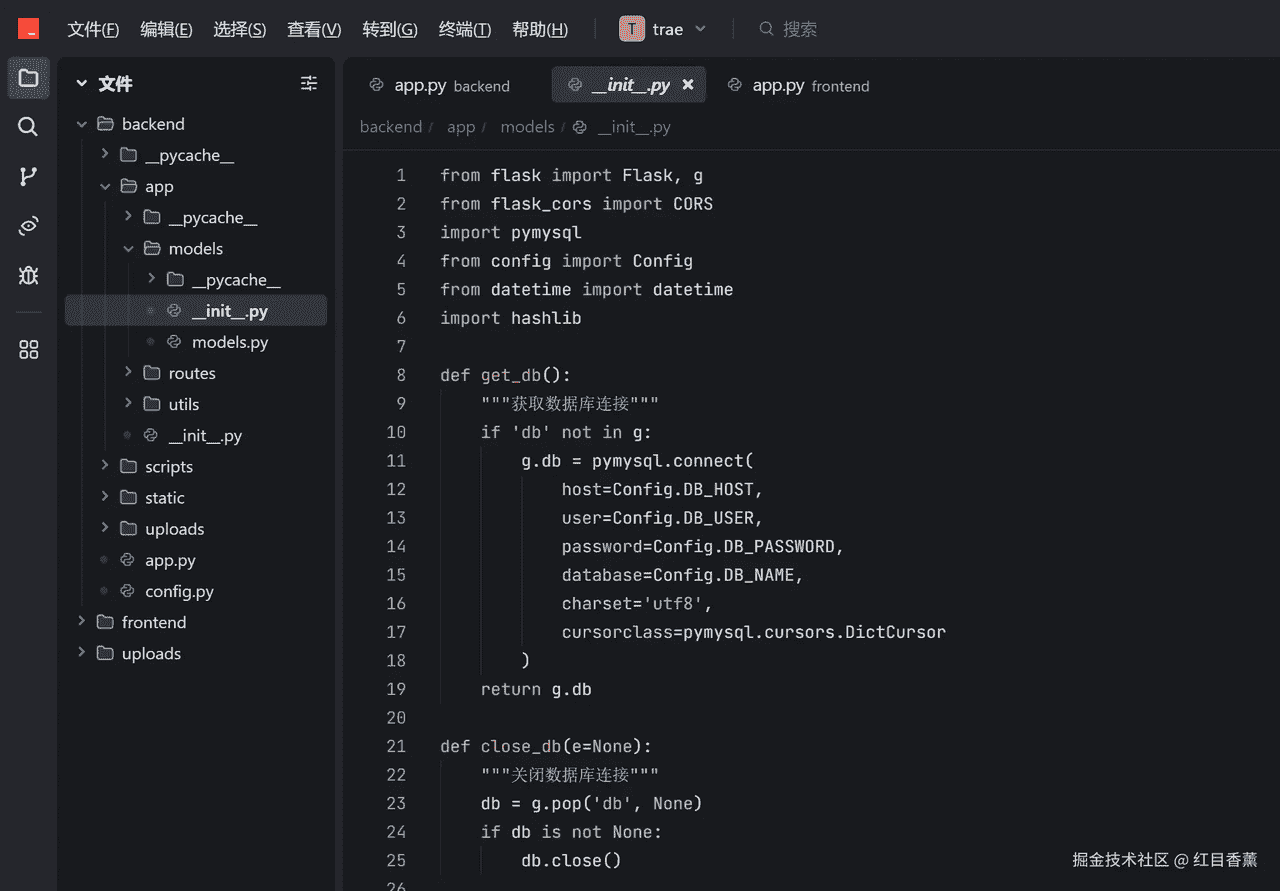 文件(F) 编辑(E) 选择(S) 查看(V) 转到(G) 终端(T) 帮助(H) T trae 搜索
文件
backend
__pycache__
app
__pycache__
models
__pycache__
__init__.py
models.py
routes
utils
__init__.py
scripts
static
uploads
app.py
config.py
frontend
uploads
app.py backend __init__.py app.py frontend
backend / app / models / __init__.py
1 from flask import Flask, g
2 from flask_cors import CORS
3 import pymysql
4 from config import Config
5 from datetime import datetime
6 import hashlib
7
8 def get_db():
9     """获取数据库连接"""
10     if 'db' not in g:
11         g.db = pymysql.connect(
12             host=Config.DB_HOST,
13             user=Config.DB_USER,
14             password=Config.DB_PASSWORD,
15             database=Config.DB_NAME,
16             charset='utf8',
17             cursorclass=pymysql.cursors.DictCursor
18         )
19     return g.db
20
21 def close_db(e=None):
22     """关闭数据库连接"""
23     db = g.pop('db', None)
24     if db is not None:
25         db.close()
26
掘金技术社区 @ 红目香薰